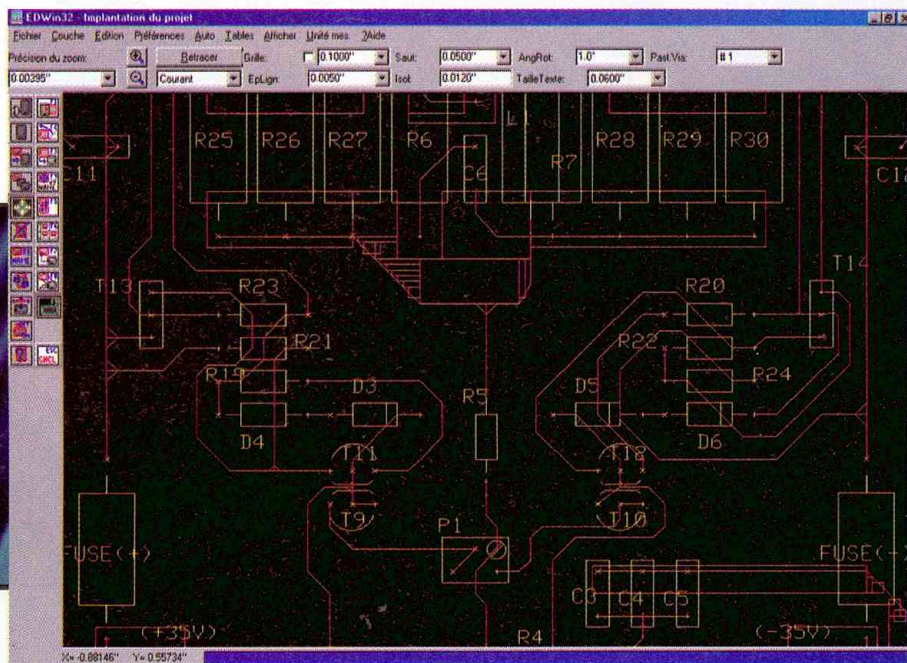 EDWin32 - Implantation du projet
Fichier Couche Édition Préférences Auto Tables Afficher Unité mes. ?Aide
Précision du zoom: Retracer Grille: 0.1000" Saut: 0.0500" AngRot: 1.0° Past.Vis: # 1
0.00395" Courant EpLign: 0.0050" Isol: 0.0120" TailleTexte: 0.0600"
R25 R26 R27 R6 R7 R28 R29 R30
C11 C6 C12
T13 R23 R20 T14
R21 R22
R19 R24
D3 R5 D5
D4 D6
T11 T12
T9 P1 T10
FUSE(+) FUSE(-)
C3 C4 C5
(+35V) R4 (-35V)
ESC
X= -0.88146" Y= 0.55734"